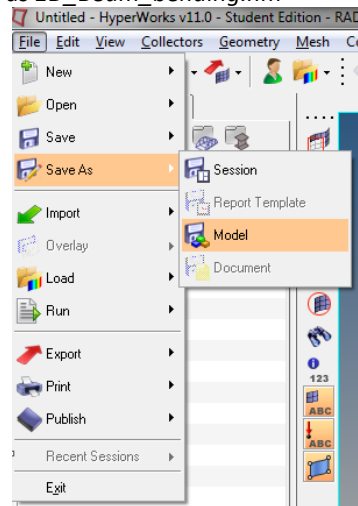 Untitled - HyperWorks v11.0 - Student Edition - RAD
File Edit View Collectors Geometry Mesh
New
Open
Save
Save As
Session
Import
Report Template
Overlay
Model
Load
Document
Run
Export
Print
123
Publish
ABC
Recent Sessions
ABC
Exit